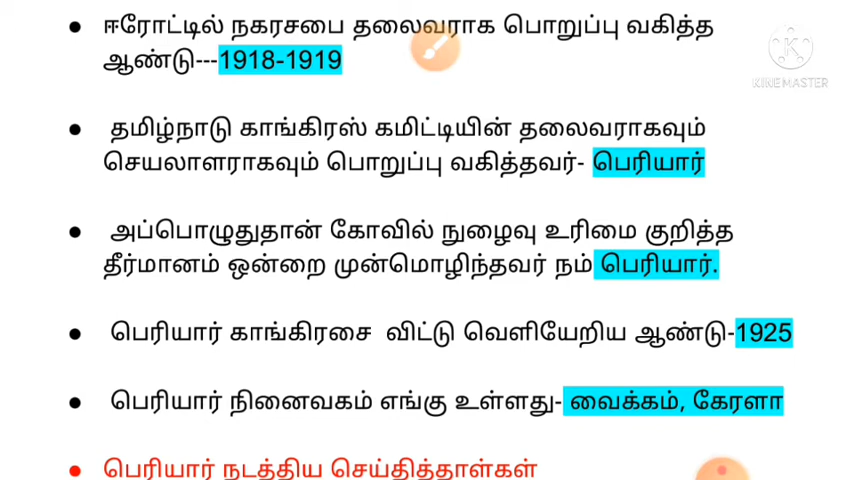 ● ஈரோட்டில் நகரசபை தலைவராக பொறுப்பு வகித்த
ஆண்டு---1918-1919
● தமிழ்நாடு காங்கிரஸ் கமிட்டியின் தலைவராகவும்
செயலாளராகவும் பொறுப்பு வகித்தவர்- பெரியார்
● அப்பொழுதுதான் கோவில் நுழைவு உரிமை குறித்த
தீர்மானம் ஒன்றை முன்மொழிந்தவர் நம் பெரியார்.
● பெரியார் காங்கிரசை விட்டு வெளியேறிய ஆண்டு-1925
● பெரியார் நினைவகம் எங்கு உள்ளது- வைக்கம், கேரளா
● பெரியார் நடத்திய செய்தித்தாள்கள்
K
KINEMASTER